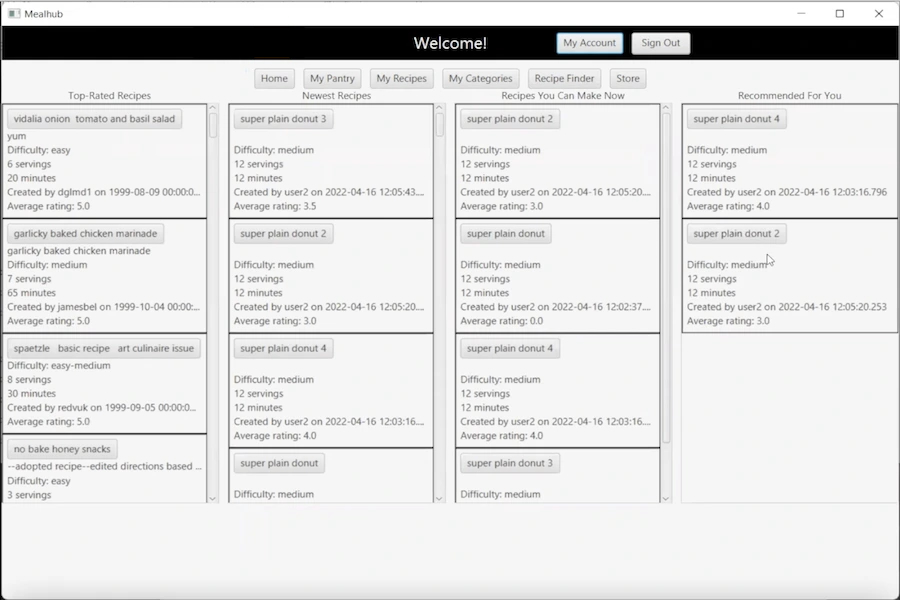 Mealhub
Welcome!
My Account
Sign Out
Home
My Pantry
My Recipes
My Categories
Recipe Finder
Store
Top-Rated Recipes
vidalia onion  tomato and basil salad
yum
Difficulty: easy
6 servings
20 minutes
Created by dglmd1 on 1999-08-09 00:00:0...
Average rating: 5.0
garlicky baked chicken marinade
garlicky baked chicken marinade
Difficulty: medium
7 servings
65 minutes
Created by jamesbel on 1999-10-04 00:00:...
Average rating: 5.0
spaetzle   basic recipe   art culinaire issue
Difficulty: easy-medium
8 servings
30 minutes
Created by redvuk on 1999-09-05 00:00:0...
Average rating: 5.0
no bake honey snacks
--adopted recipe--edited directions based ...
Difficulty: easy
3 servings
Newest Recipes
super plain donut 3
Difficulty: medium
12 servings
12 minutes
Created by user2 on 2022-04-16 12:05:43....
Average rating: 3.5
super plain donut 2
Difficulty: medium
12 servings
12 minutes
Created by user2 on 2022-04-16 12:05:20....
Average rating: 3.0
super plain donut 4
Difficulty: medium
12 servings
12 minutes
Created by user2 on 2022-04-16 12:03:16....
Average rating: 4.0
super plain donut
Difficulty: medium
Recipes You Can Make Now
super plain donut 2
Difficulty: medium
12 servings
12 minutes
Created by user2 on 2022-04-16 12:05:20....
Average rating: 3.0
super plain donut
Difficulty: medium
12 servings
12 minutes
Created by user2 on 2022-04-16 12:02:37....
Average rating: 0.0
super plain donut 4
Difficulty: medium
12 servings
12 minutes
Created by user2 on 2022-04-16 12:03:16....
Average rating: 4.0
super plain donut 3
Difficulty: medium
Recommended For You
super plain donut 4
Difficulty: medium
12 servings
12 minutes
Created by user2 on 2022-04-16 12:03:16.796
Average rating: 4.0
super plain donut 2
Difficulty: medium
12 servings
12 minutes
Created by user2 on 2022-04-16 12:05:20.253
Average rating: 3.0